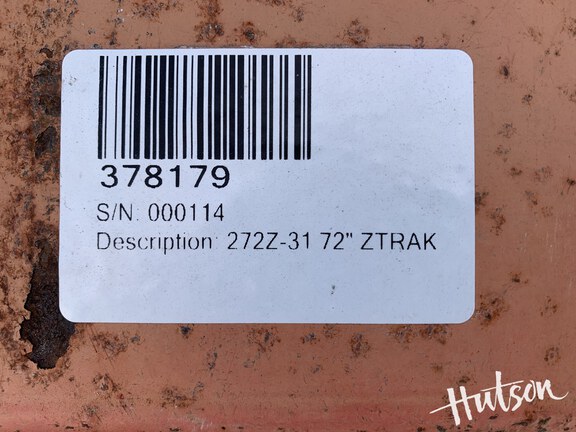 378179
S/N: 000114
Description: 272Z-31 72" ZTRAK
Hutson